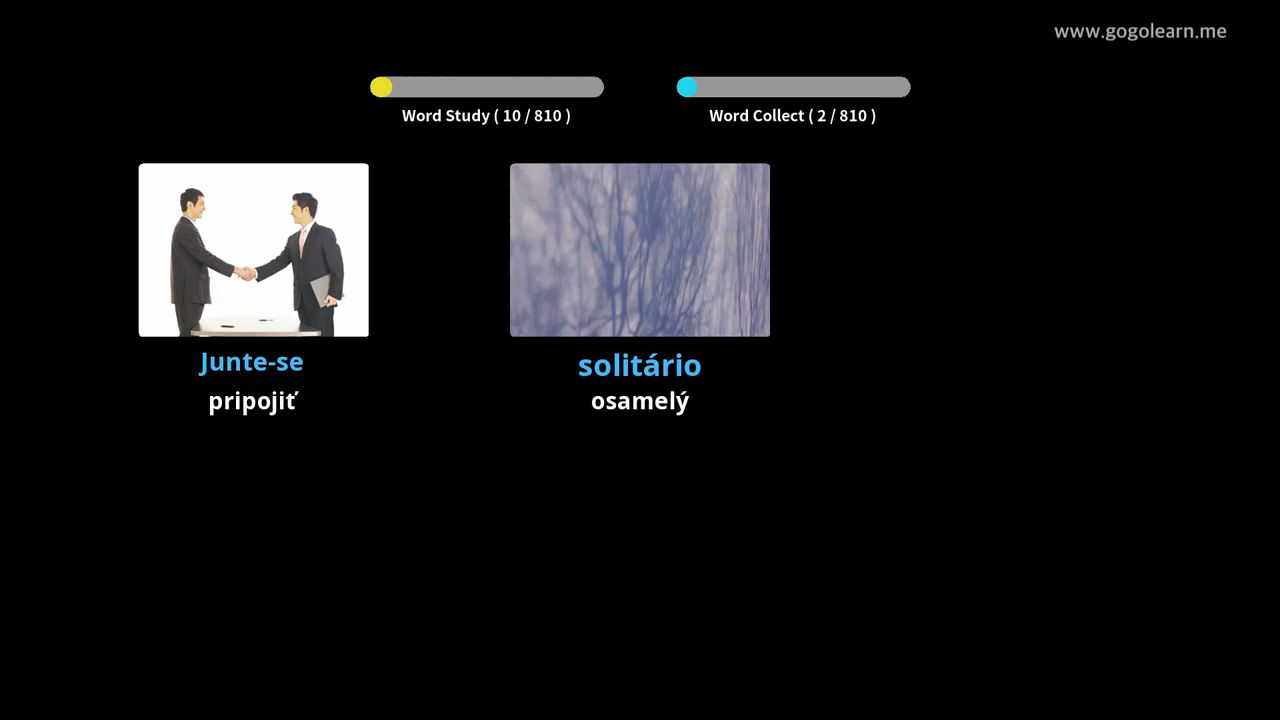 www.gogolearn.me
Word Study ( 10 / 810 )
Word Collect ( 2 / 810 )
Junte-se
pripojiť
solitário
osamelý